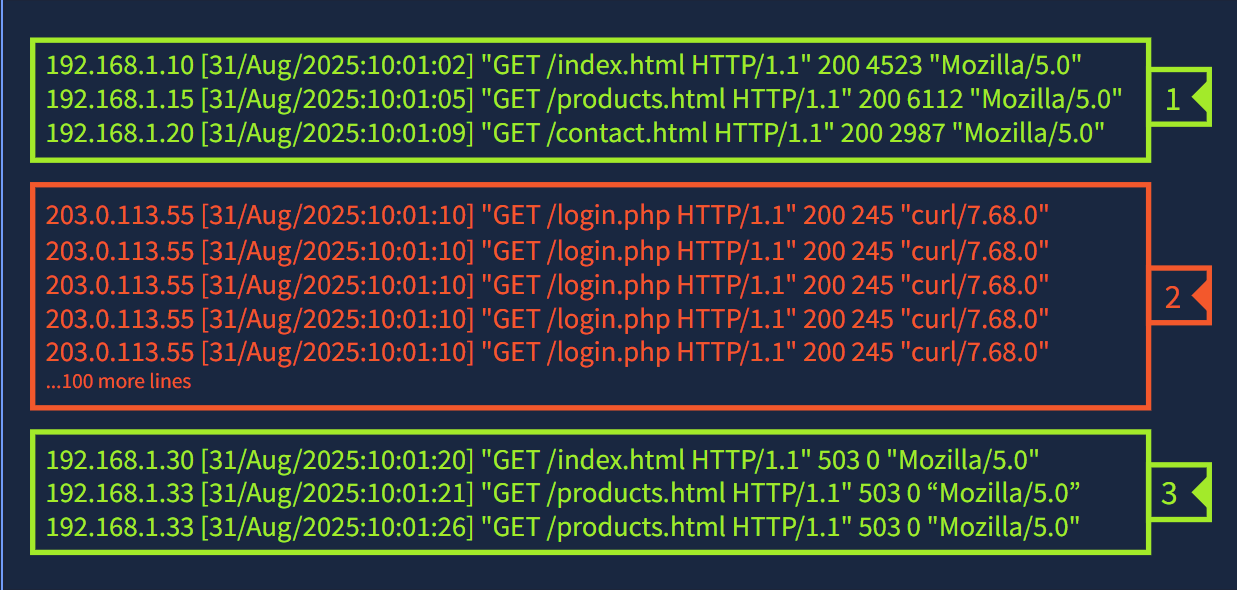 192.168.1.10 [31/Aug/2025:10:01:02] "GET /index.html HTTP/1.1" 200 4523 "Mozilla/5.0"
192.168.1.15 [31/Aug/2025:10:01:05] "GET /products.html HTTP/1.1" 200 6112 "Mozilla/5.0"
192.168.1.20 [31/Aug/2025:10:01:09] "GET /contact.html HTTP/1.1" 200 2987 "Mozilla/5.0"
1
203.0.113.55 [31/Aug/2025:10:01:10] "GET /login.php HTTP/1.1" 200 245 "curl/7.68.0"
203.0.113.55 [31/Aug/2025:10:01:10] "GET /login.php HTTP/1.1" 200 245 "curl/7.68.0"
203.0.113.55 [31/Aug/2025:10:01:10] "GET /login.php HTTP/1.1" 200 245 "curl/7.68.0"
203.0.113.55 [31/Aug/2025:10:01:10] "GET /login.php HTTP/1.1" 200 245 "curl/7.68.0"
203.0.113.55 [31/Aug/2025:10:01:10] "GET /login.php HTTP/1.1" 200 245 "curl/7.68.0"
...100 more lines
2
192.168.1.30 [31/Aug/2025:10:01:20] "GET /index.html HTTP/1.1" 503 0 "Mozilla/5.0"
192.168.1.33 [31/Aug/2025:10:01:21] "GET /products.html HTTP/1.1" 503 0 “Mozilla/5.0”
192.168.1.33 [31/Aug/2025:10:01:26] "GET /products.html HTTP/1.1" 503 0 "Mozilla/5.0"
3